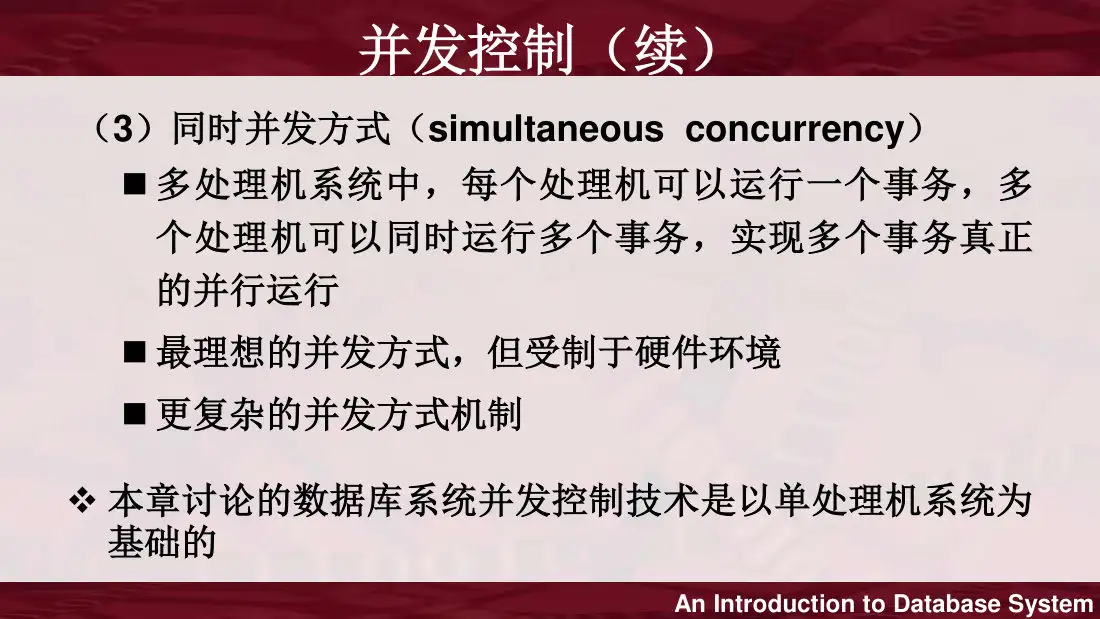 并发控制（续）
（3）同时并发方式（simultaneous concurrency）
■ 多处理机系统中，每个处理机可以运行一个事务，多
个处理机可以同时运行多个事务，实现多个事务真正
的并行运行
■ 最理想的并发方式，但受制于硬件环境
■ 更复杂的并发方式机制
❖ 本章讨论的数据库系统并发控制技术是以单处理机系统为
基础的
An Introduction to Database System